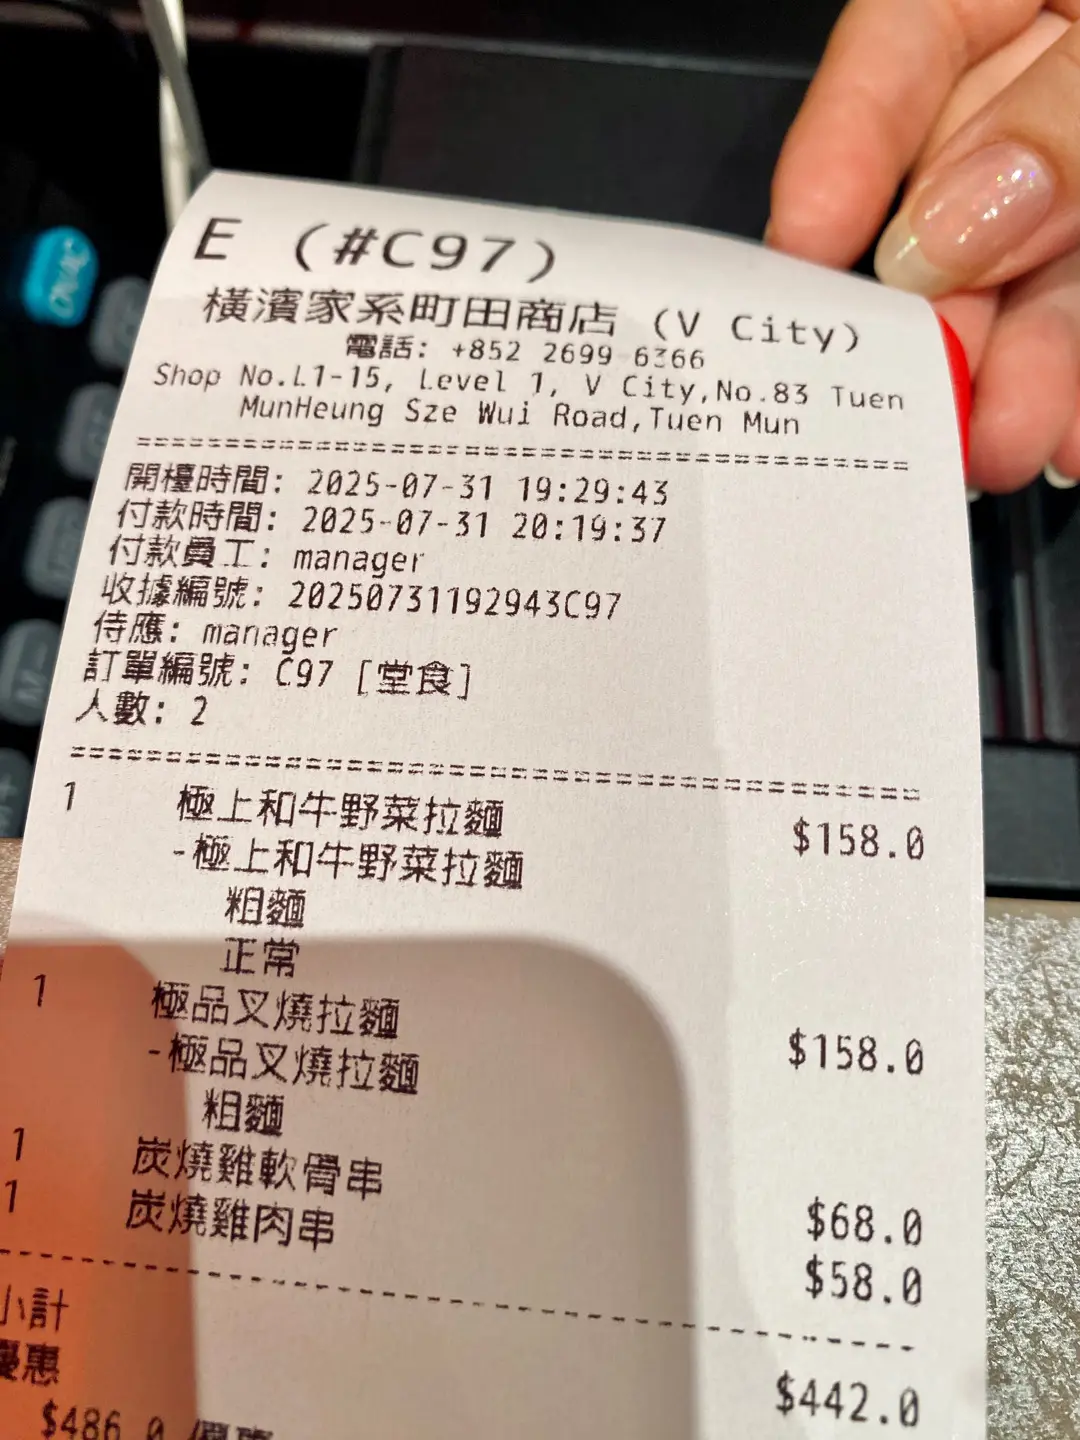 E (#C97)
橫濱家系町田商店 (V City)
電話: +852 2699 6366
Shop No.L1-15, Level 1, V City,No.83 Tuen
MunHeung Sze Wui Road,Tuen Mun
開檯時間: 2025-07-31 19:29:43
付款時間: 2025-07-31 20:19:37
付款員工: manager
收據編號: 20250731192943C97
侍應: manager
訂單編號: C97 [堂食]
人數: 2
1 極上和牛野菜拉麵 $158.0
-極上和牛野菜拉麵
粗麵
正常
1 極品叉燒拉麵 $158.0
-極品叉燒拉麵
粗麵
1 炭燒雞軟骨串 $68.0
1 炭燒雞肉串 $58.0
小計 $442.0
優惠
$486.0
ON/AC
M-